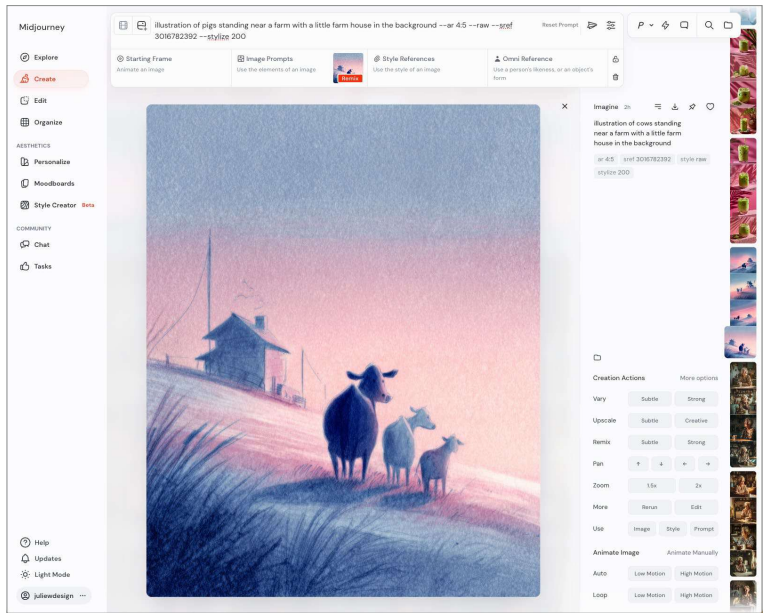 Midjourney
Explore
Create
Edit
Organize
AESTHETICS
Personalize
Moodboards
Style Creator Beta
COMMUNITY
Chat
Tasks
Help
Updates
Light Mode
juliewdesign ...
illustration of pigs standing near a farm with a little farm house in the background --ar 4:5 --raw --sref
3016782392 --stylize 200
Reset Prompt
Starting Frame
Animate an image
Image Prompts
Use the elements of an image
Remix
Style References
Use the style of an image
Omni Reference
Use a person's likeness, or an object's
form
P
Imagine 2h
illustration of cows standing
near a farm with a little farm
house in the background
ar 4:5 sref 3016782392 style raw
stylize 200
Creation Actions More options
Vary Subtle Strong
Upscale Subtle Creative
Remix Subtle Strong
Pan ↑ ↓ ← →
Zoom 1.5x 2x
More Rerun Edit
Use Image Style Prompt
Animate Image Animate Manually
Auto Low Motion High Motion
Loop Low Motion High Motion